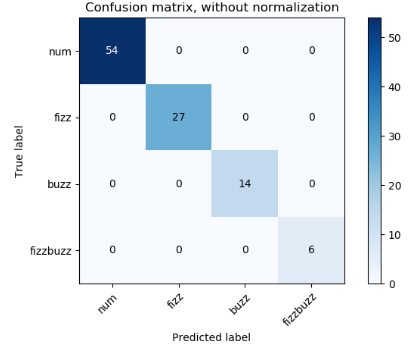 Confusion matrix, without normalization
num 54 0 0 0
fizz 0 27 0 0
buzz 0 0 14 0
fizzbuzz 0 0 0 6
num fizz buzz fizzbuzz
True label
Predicted label
50
40
30
20
10
0